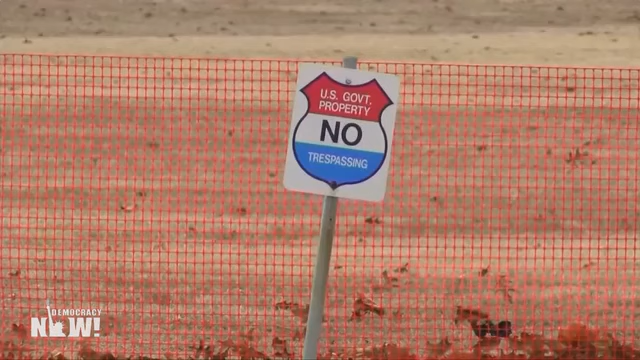 U.S. GOVT.
PROPERTY
NO
TRESPASSING
DEMOCRACY
NOW!